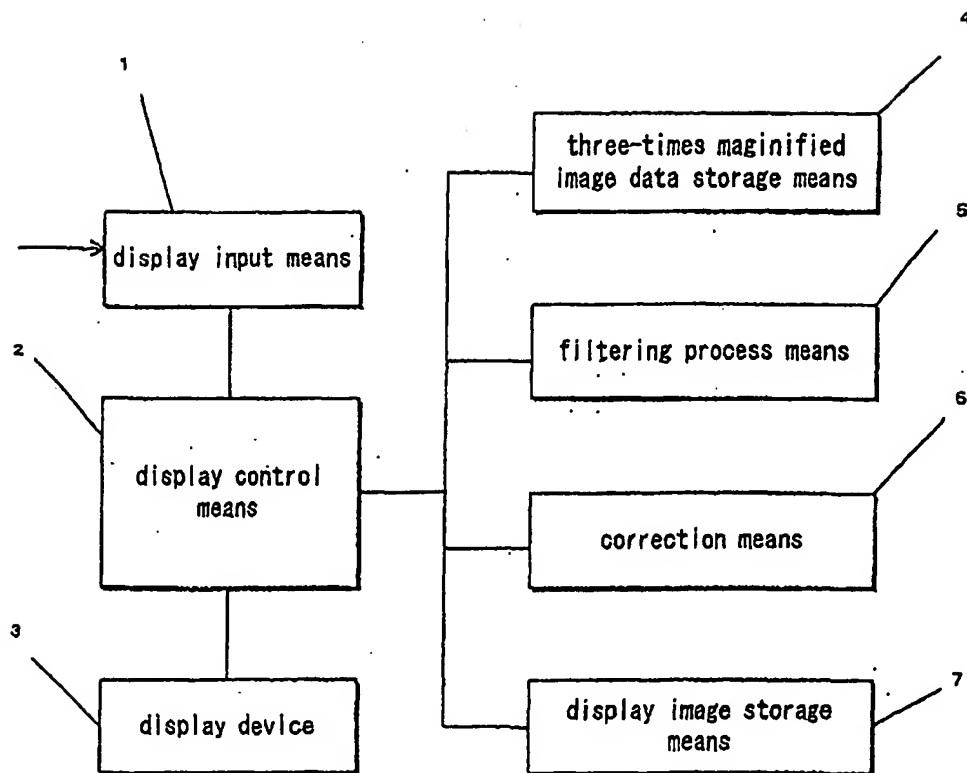 1
display input means
2
display control
means
3
display device
4
three-times maginified
image data storage means
5
filtering process means
6
correction means
7
display image storage
means